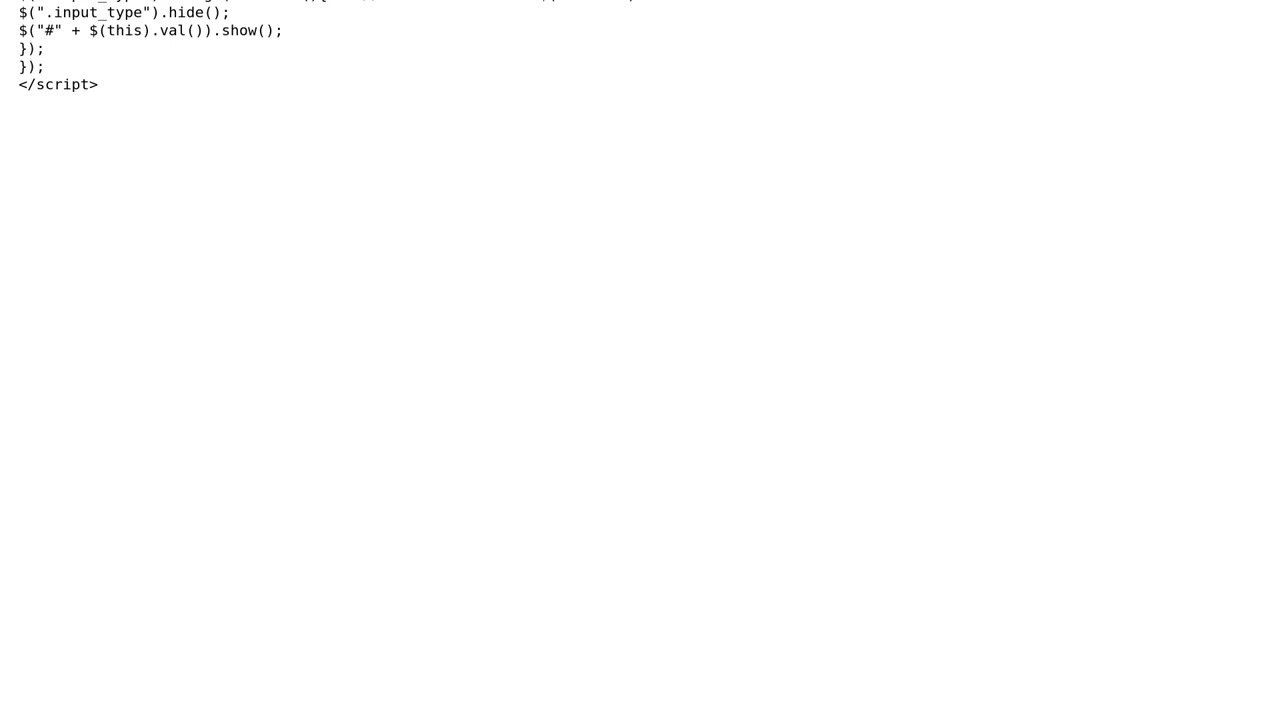 $(".input_type").hide();
$("#" + $(this).val()).show();
});
});
</script>